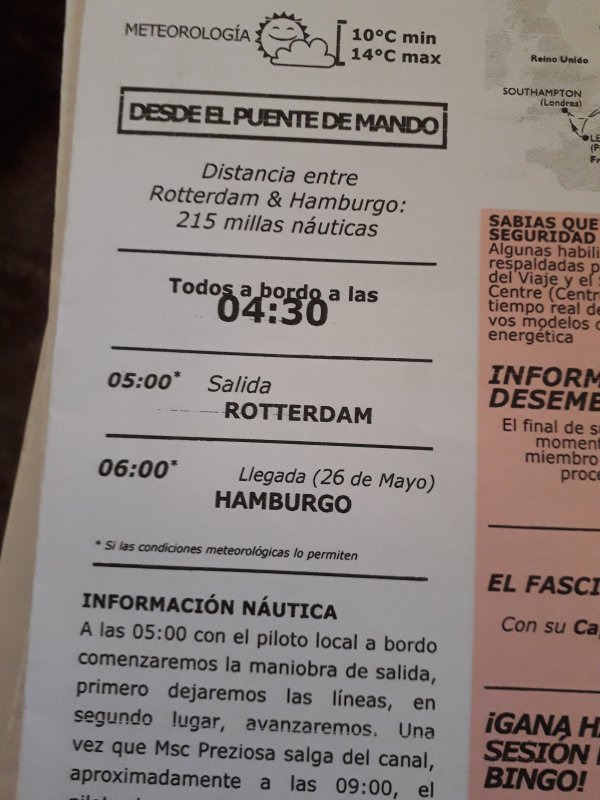 METEOROLOGÍA
10°C min
14°C max
DESDE EL PUENTE DE MANDO
Distancia entre
Rotterdam & Hamburgo:
215 millas náuticas
Todos a bordo a las
04:30
05:00* Salida
ROTTERDAM
06:00* Llegada (26 de Mayo)
HAMBURGO
* Si las condiciones meteorológicas lo permiten
INFORMACIÓN NÁUTICA
A las 05:00 con el piloto local a bordo
comenzaremos la maniobra de salida,
primero dejaremos las líneas, en
segundo lugar, avanzaremos. Una
vez que Msc Preziosa salga del canal,
aproximadamente a las 09:00, el
Reino Unido
SOUTHAMPTON
(Londres)
LE
(P
Fr
SABIAS QUE
SEGURIDAD
Algunas habili
respaldadas p
del Viaje y el
Centre (Centr
tiempo real de
vos modelos
energética
INFORM
DESEMB
El final de s
moment
miembro
proce
EL FASCI
Con su Ca
¡GANA H
SESIÓN
BINGO!